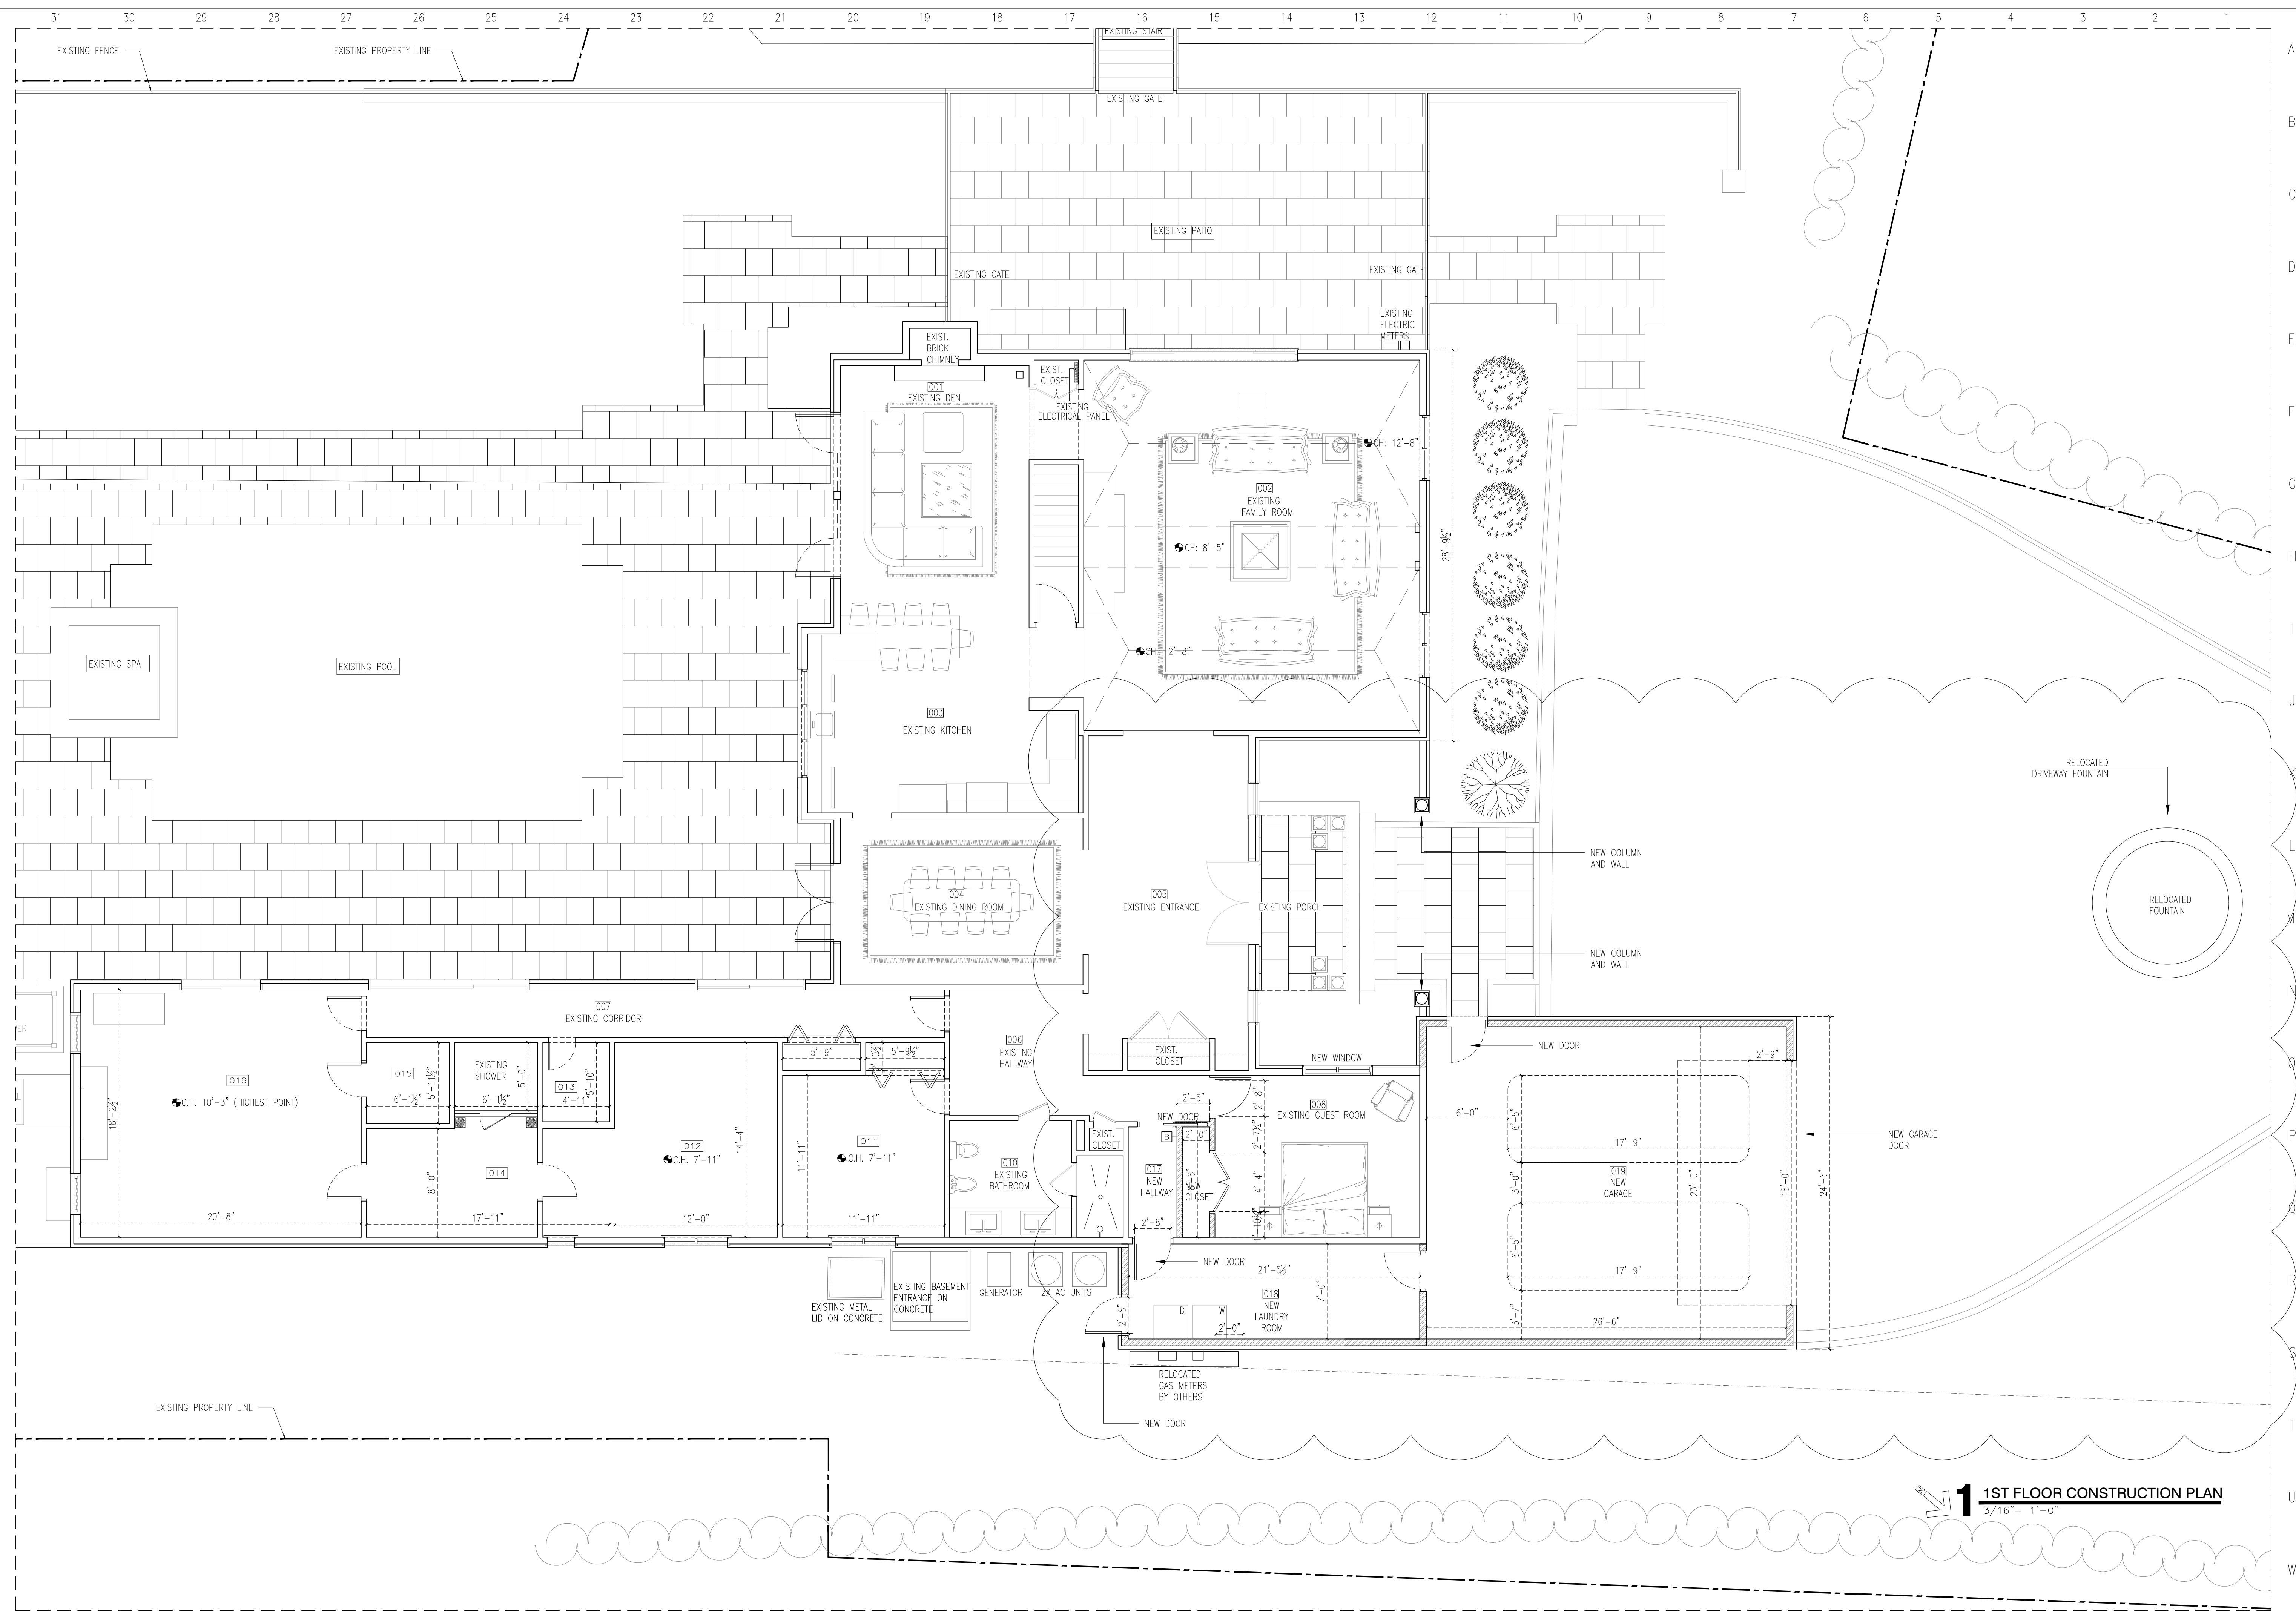 31 30 29 28 27 26 25 24 23 22 21 20 19 18 17 16 15 14 13 12 11 10 9 8 7 6 5 4 3 2 1
A
B
C
D
E
F
G
H
I
J
K
L
M
N
O
P
Q
R
S
T
U
W
EXISTING FENCE
EXISTING PROPERTY LINE
EXISTING STAIR
EXISTING GATE
EXISTING PATIO
EXISTING GATE
EXISTING GATE
EXISTING
ELECTRIC
METERS
EXIST.
BRICK
CHIMNEY
001
EXISTING DEN
EXIST.
CLOSET
EXISTING
ELECTRICAL PANEL
CH: 12'-8"
002
EXISTING
FAMILY ROOM
CH: 8'-5"
CH: 12'-8"
28'-9½"
EXISTING SPA
EXISTING POOL
003
EXISTING KITCHEN
RELOCATED
DRIVEWAY FOUNTAIN
RELOCATED
FOUNTAIN
NEW COLUMN
AND WALL
NEW COLUMN
AND WALL
004
EXISTING DINING ROOM
005
EXISTING ENTRANCE
EXISTING PORCH
ER
007
EXISTING CORRIDOR
006
EXISTING
HALLWAY
EXIST.
CLOSET
NEW WINDOW
NEW DOOR
2'-9"
5'-9"
5'-9½"
2'-0½"
016
C.H. 10'-3" (HIGHEST POINT)
18'-2½"
20'-8"
015
6'-1½"
5'-11½"
EXISTING
SHOWER
6'-1½"
5'-0"
013
4'-11"
5'-10"
014
8'-0"
17'-11"
012
C.H. 7'-11"
14'-4"
12'-0"
011
C.H. 7'-11"
11'-11"
11'-11"
010
EXISTING
BATHROOM
EXIST.
CLOSET
NEW DOOR
B
2'-5"
2'-0"
017
NEW
HALLWAY
NEW
CLOSET
2'-8"
008
EXISTING GUEST ROOM
2'-8"
2'-7¾"
4'-4"
1'-10¾"
6'-0"
6'-5"
17'-9"
3'-0"
019
NEW
GARAGE
23'-0"
18'-0"
24'-6"
NEW GARAGE
DOOR
6'-5"
17'-9"
3'-7"
26'-6"
NEW DOOR
21'-5½"
018
NEW
LAUNDRY
ROOM
7'-0"
D
W
2'-0"
2'-8"
EXISTING METAL
LID ON CONCRETE
EXISTING BASEMENT
ENTRANCE ON
CONCRETE
GENERATOR
2X AC UNITS
RELOCATED
GAS METERS
BY OTHERS
NEW DOOR
EXISTING PROPERTY LINE
1
1ST FLOOR CONSTRUCTION PLAN
3/16"= 1'-0"